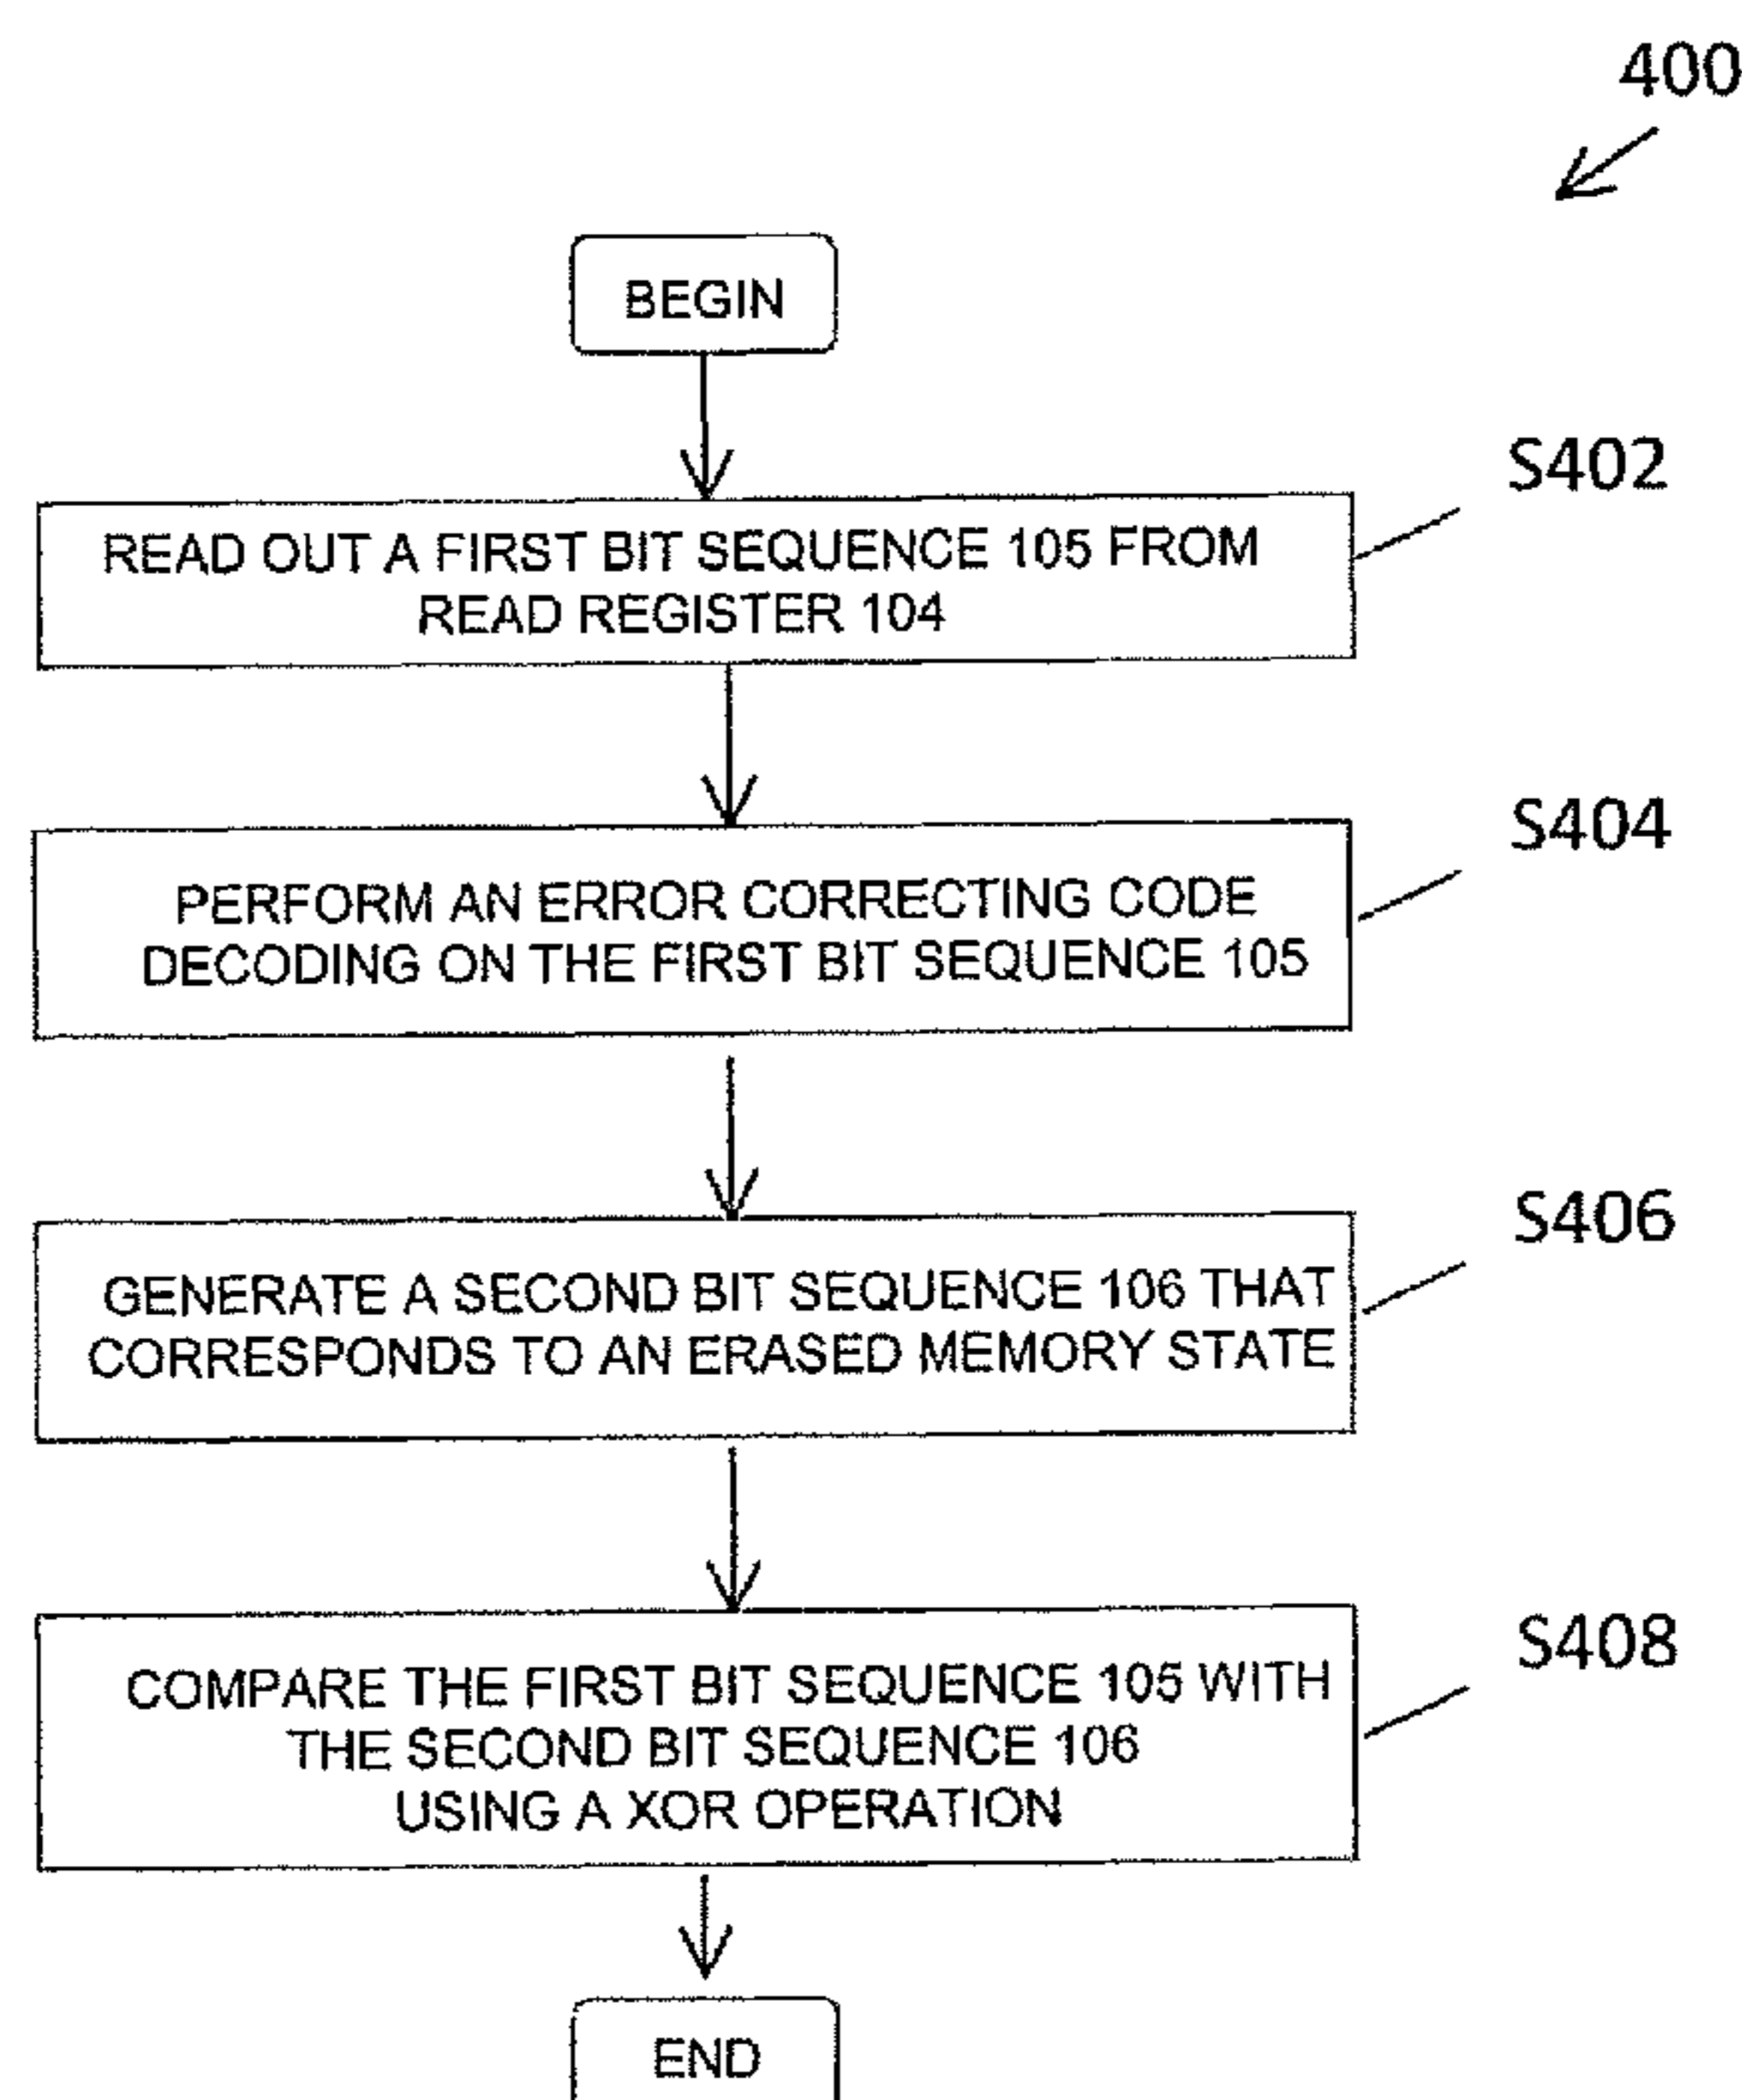 400
BEGIN
S402
READ OUT A FIRST BIT SEQUENCE 105 FROM
READ REGISTER 104
S404
PERFORM AN ERROR CORRECTING CODE
DECODING ON THE FIRST BIT SEQUENCE 105
S406
GENERATE A SECOND BIT SEQUENCE 106 THAT
CORRESPONDS TO AN ERASED MEMORY STATE
S408
COMPARE THE FIRST BIT SEQUENCE 105 WITH
THE SECOND BIT SEQUENCE 106
USING A XOR OPERATION
END